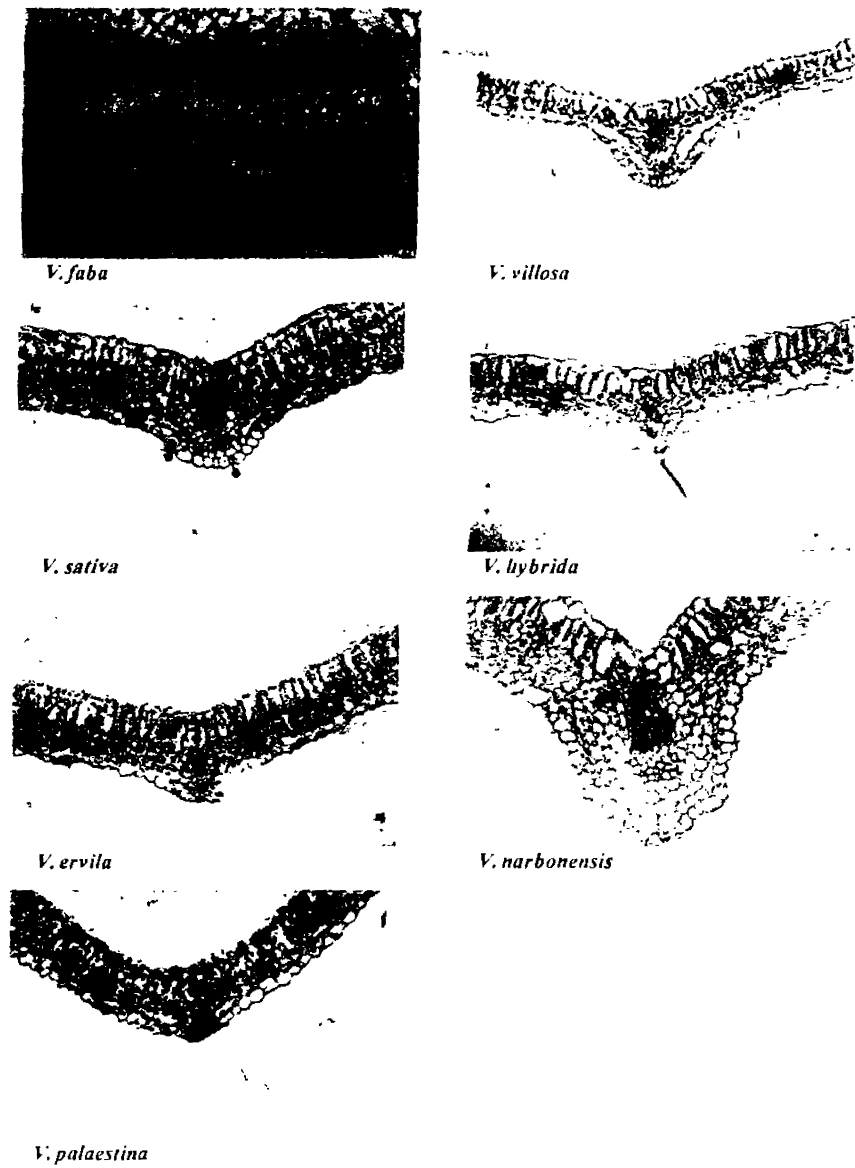 V. faba
V. villosa
V. sativa
V. hybrida
V. ervila
V. narbonensis
V. palaestina